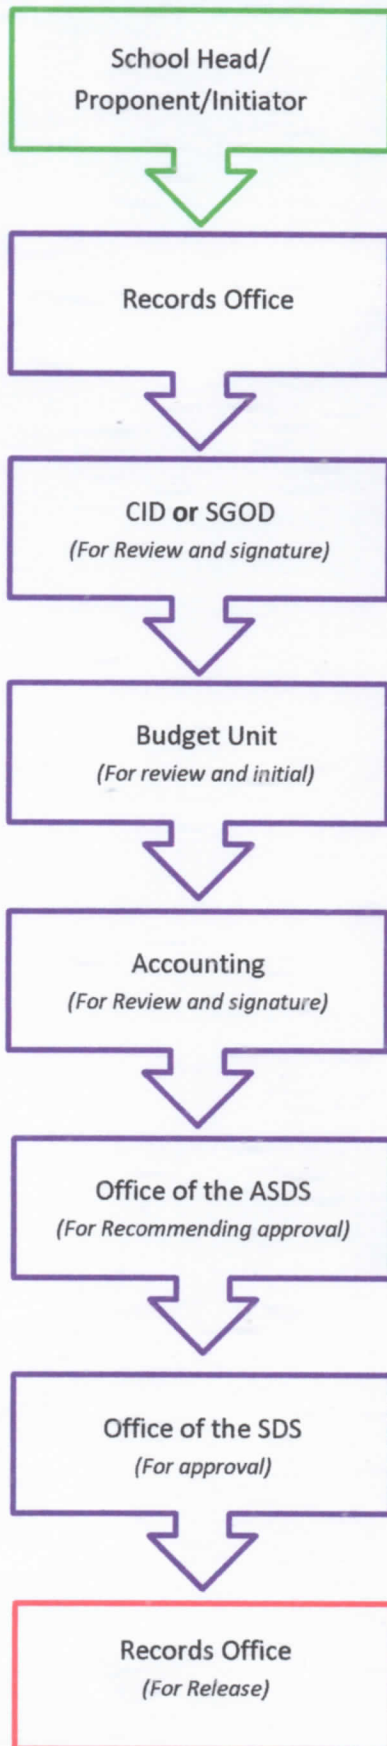 School Head/
Proponent/Initiator
Records Office
CID or SGOD
(For Review and signature)
Budget Unit
(For review and initial)
Accounting
(For Review and signature)
Office of the ASDS
(For Recommending approval)
Office of the SDS
(For approval)
Records Office
(For Release)